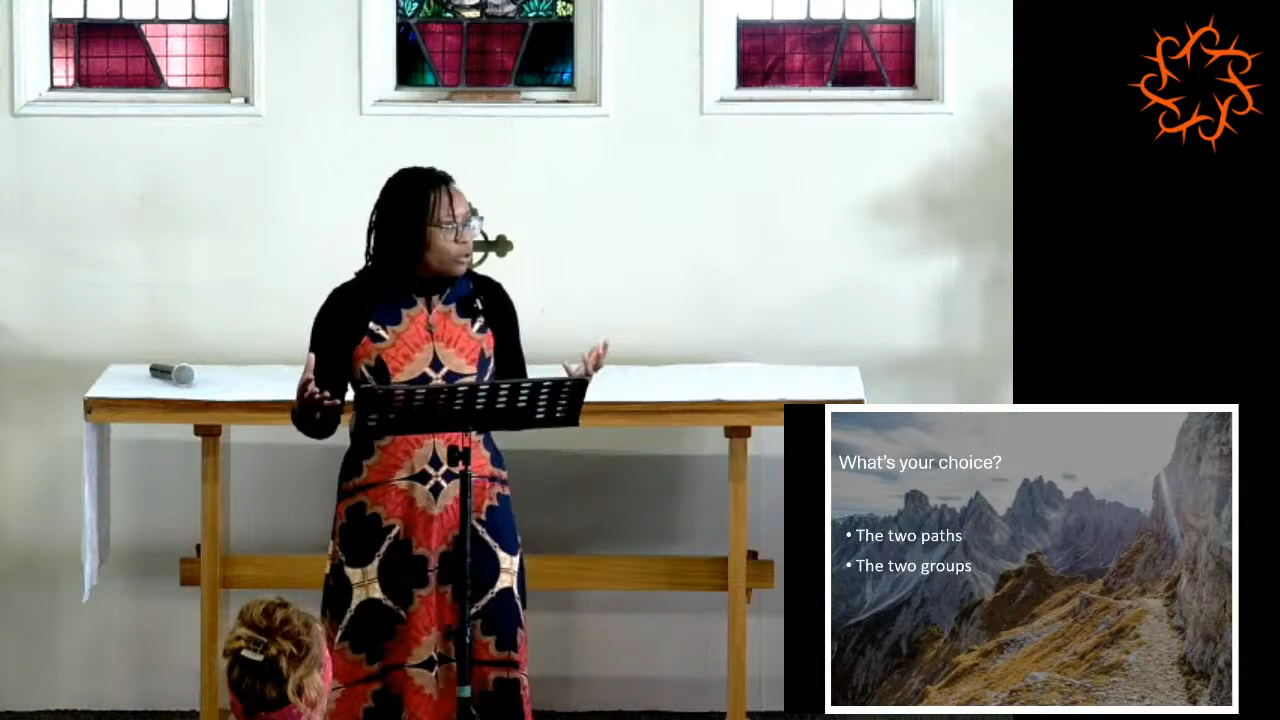 What's your choice?
• The two paths
• The two groups